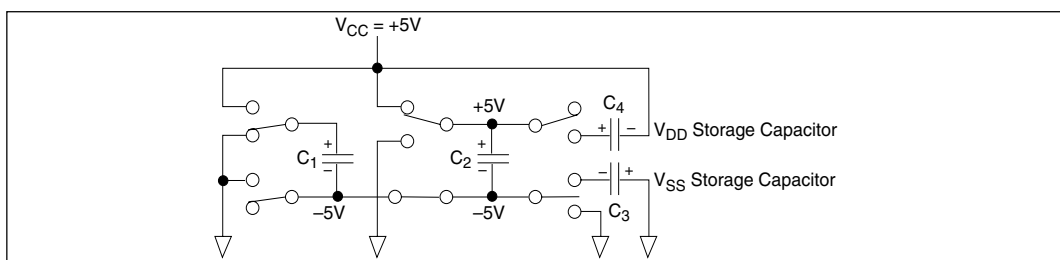 V_CC = +5V
+5V
C_4
+ −
V_DD Storage Capacitor
+
C_1
−
+
C_2
−
− +
V_SS Storage Capacitor
–5V
–5V
C_3